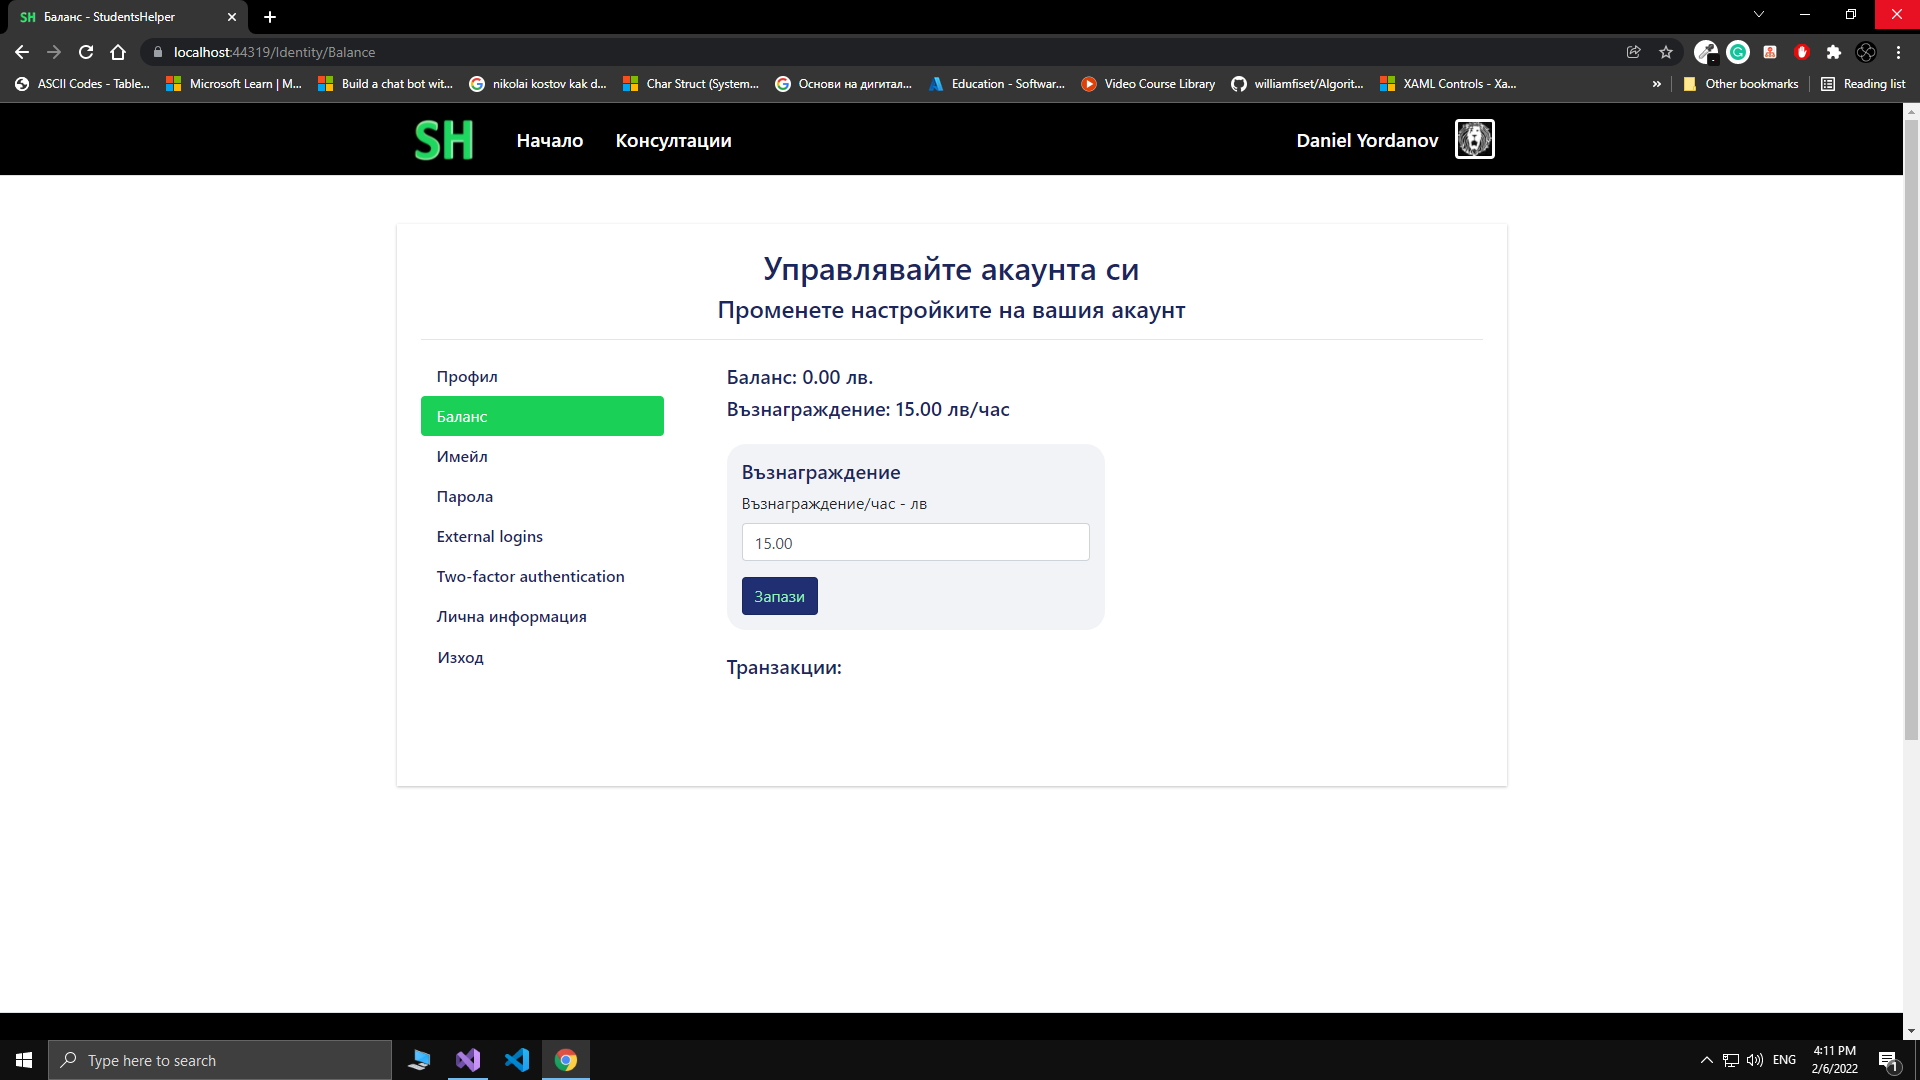 SH Баланс - StudentsHelper
localhost:44319/Identity/Balance
ASCII Codes - Table... Microsoft Learn | M... Build a chat bot wit... nikolai kostov kak d... Char Struct (System... Основи на дигитал... Education - Softwar... Video Course Library williamfiset/Algorit... XAML Controls - Xa... » Other bookmarks Reading list
SH Начало Консултации Daniel Yordanov
Управлявайте акаунта си
Променете настройките на вашия акаунт
Профил
Баланс
Имейл
Парола
External logins
Two-factor authentication
Лична информация
Изход
Баланс: 0.00 лв.
Възнаграждение: 15.00 лв/час
Възнаграждение
Възнаграждение/час - лв
15.00
Запази
Транзакции:
Type here to search
ENG
4:11 PM
2/6/2022
1